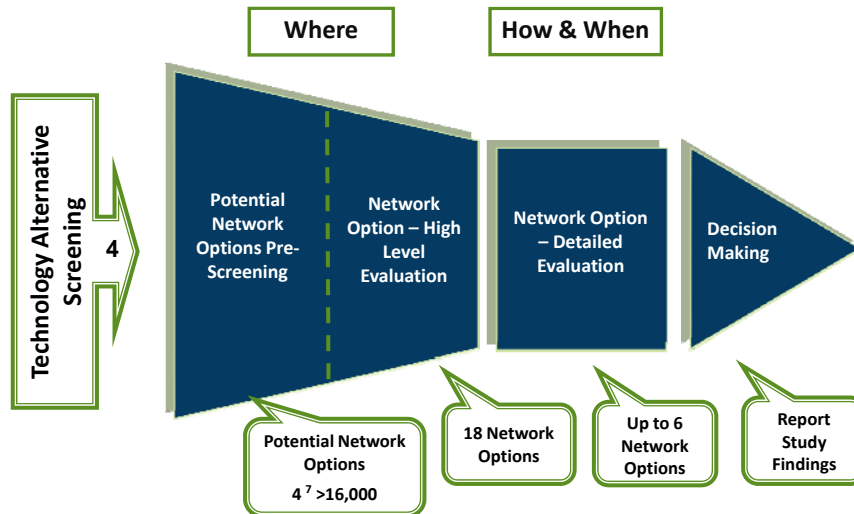 Where
How & When
Technology Alternative
Screening
4
Potential
Network
Options Pre-
Screening
Network
Option – High
Level
Evaluation
Network Option
– Detailed
Evaluation
Decision
Making
Potential Network
Options
4 ⁷ >16,000
18 Network
Options
Up to 6
Network
Options
Report
Study
Findings